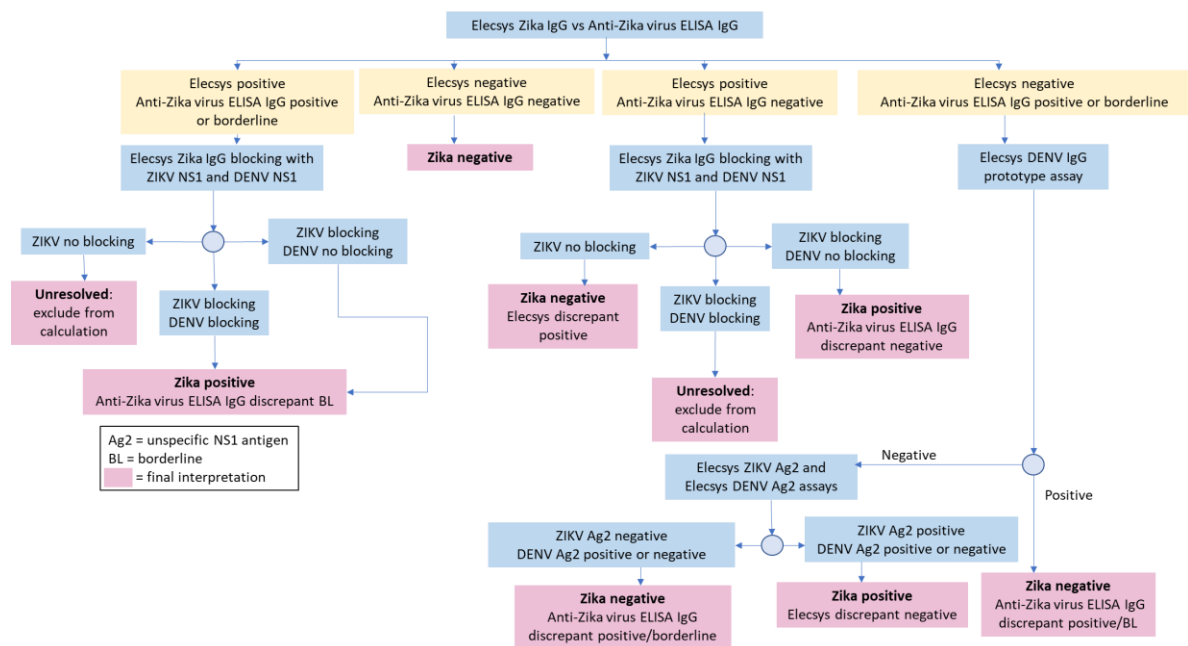 Elecsys Zika IgG vs Anti-Zika virus ELISA IgG
Elecsys positive
Anti-Zika virus ELISA IgG positive
or borderline
Elecsys negative
Anti-Zika virus ELISA IgG negative
Elecsys positive
Anti-Zika virus ELISA IgG negative
Elecsys negative
Anti-Zika virus ELISA IgG positive or borderline
Elecsys Zika IgG blocking with
ZIKV NS1 and DENV NS1
Zika negative
Elecsys Zika IgG blocking with
ZIKV NS1 and DENV NS1
Elecsys DENV IgG
prototype assay
ZIKV no blocking
ZIKV blocking
DENV no blocking
ZIKV no blocking
ZIKV blocking
DENV no blocking
Unresolved:
exclude from
calculation
ZIKV blocking
DENV blocking
Zika negative
Elecsys discrepant
positive
ZIKV blocking
DENV blocking
Zika positive
Anti-Zika virus ELISA IgG
discrepant negative
Zika positive
Anti-Zika virus ELISA IgG discrepant BL
Unresolved:
exclude from
calculation
Ag2 = unspecific NS1 antigen
BL = borderline
= final interpretation
Negative
Positive
Elecsys ZIKV Ag2 and
Elecsys DENV Ag2 assays
ZIKV Ag2 negative
DENV Ag2 positive or negative
ZIKV Ag2 positive
DENV Ag2 positive or negative
Zika negative
Anti-Zika virus ELISA IgG
discrepant positive/borderline
Zika positive
Elecsys discrepant negative
Zika negative
Anti-Zika virus ELISA IgG
discrepant positive/BL